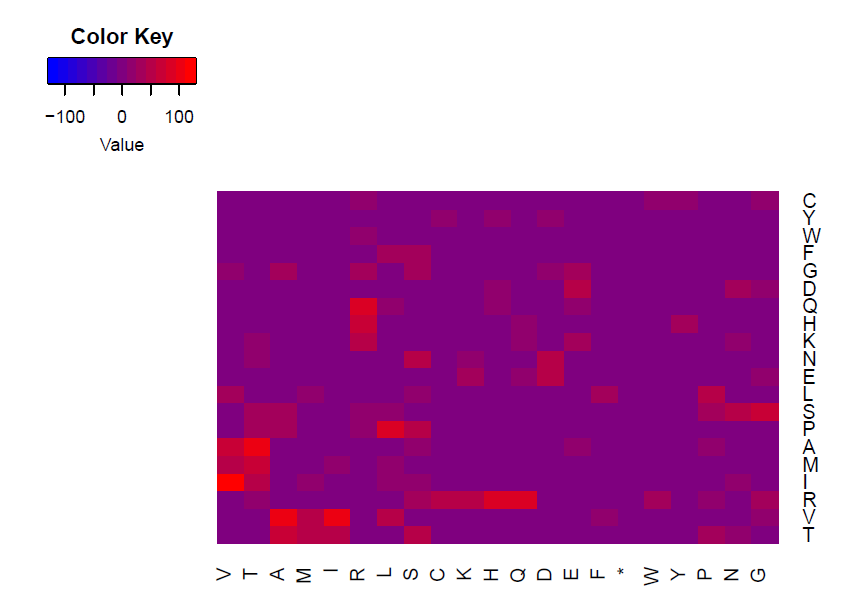 Color Key
−100 0 100
Value
C
Y
W
F
G
D
Q
H
K
N
E
L
S
P
A
M
I
R
V
T
V T A M I R L S C K H Q D E F * W Y P N G